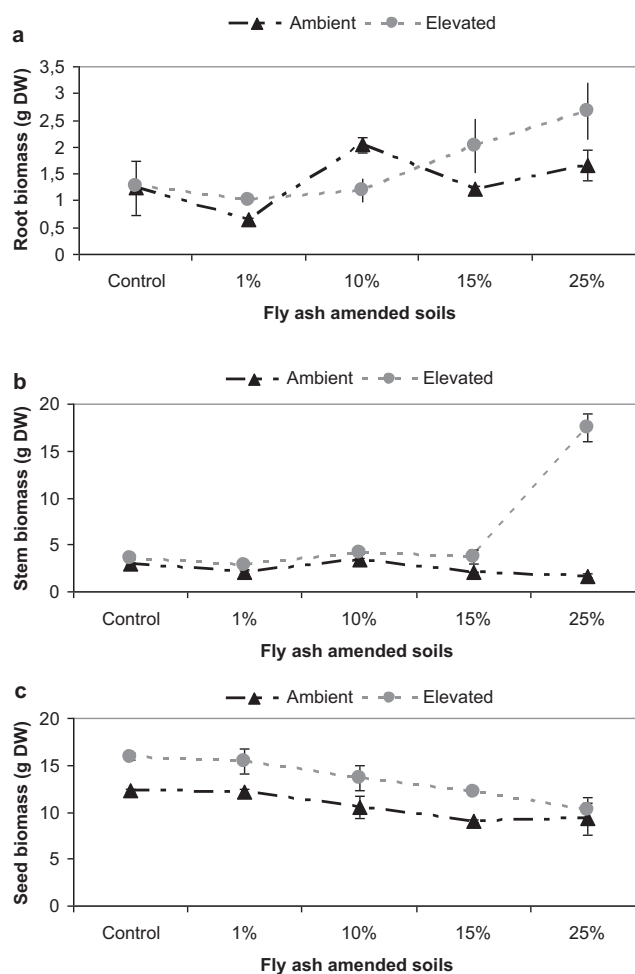 a
Ambient Elevated
Root biomass (g DW)
3,5
3
2,5
2
1,5
1
0,5
0
Control 1% 10% 15% 25%
Fly ash amended soils
b
Ambient Elevated
Stem biomass (g DW)
20
15
10
5
0
Control 1% 10% 15% 25%
Fly ash amended soils
c
Ambient Elevated
Seed biomass (g DW)
20
15
10
5
0
Control 1% 10% 15% 25%
Fly ash amended soils